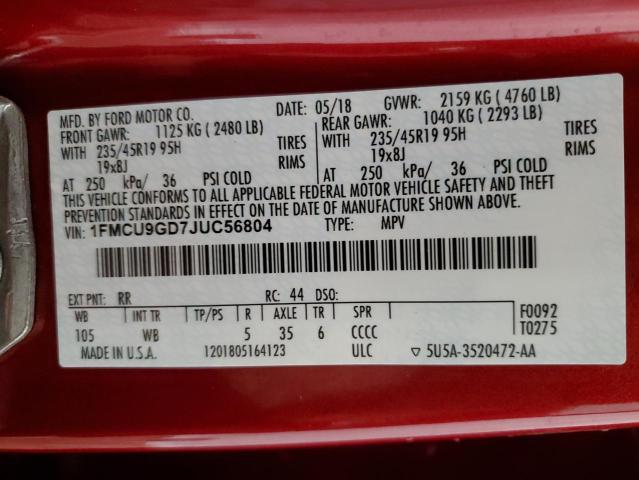 MFD. BY FORD MOTOR CO. DATE: 05/18 GVWR: 2159 KG ( 4760 LB)
FRONT GAWR: 1125 KG ( 2480 LB) REAR GAWR: 1040 KG ( 2293 LB)
WITH 235/45R19 95H TIRES WITH 235/45R19 95H TIRES
19x8J RIMS 19x8J RIMS
AT 250 kPa/ 36 PSI COLD AT 250 kPa/ 36 PSI COLD
THIS VEHICLE CONFORMS TO ALL APPLICABLE FEDERAL MOTOR VEHICLE SAFETY AND THEFT
PREVENTION STANDARDS IN EFFECT ON THE DATE OF MANUFACTURE SHOWN ABOVE.
VIN: 1FMCU9GD7JUC56804 TYPE: MPV
EXT PNT: RR RC: 44 DSO:
WB INT TR TP/PS R AXLE TR SPR F0092
105 WB 5 35 6 CCCC T0275
MADE IN U.S.A. 1201805164123 ULC ▽ 5U5A-3520472-AA